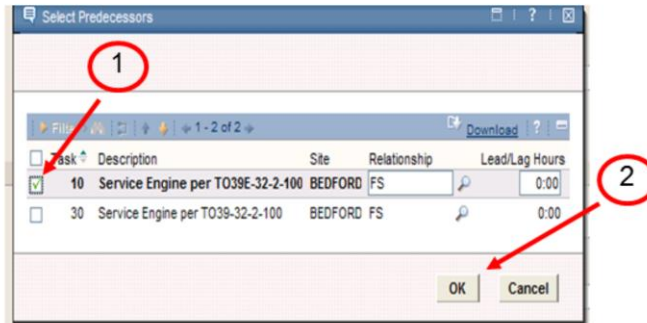 Select Predecessors ?
1
Filter 1 - 2 of 2 Download ?
Task Description Site Relationship Lead/Lag Hours
10 Service Engine per TO39E-32-2-100 BEDFORD FS 0:00
2
30 Service Engine per TO39-32-2-100 BEDFORD FS 0:00
OK Cancel